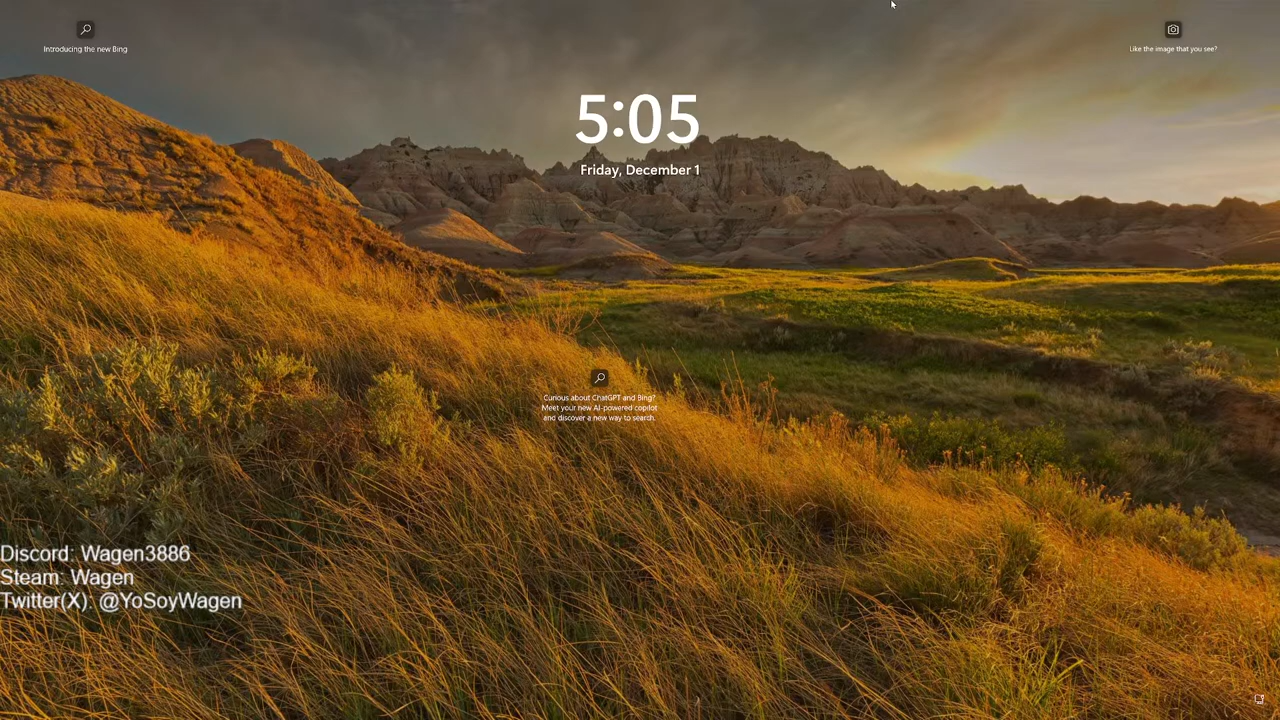 Introducing the new Bing
Like the image that you see?
5:05
Friday, December 1
Curious about ChatGPT and Bing?
Meet your new AI-powered copilot
and discover a new way to search.
Discord: Wagen3886
Steam: Wagen
Twitter(X): @YoSoyWagen